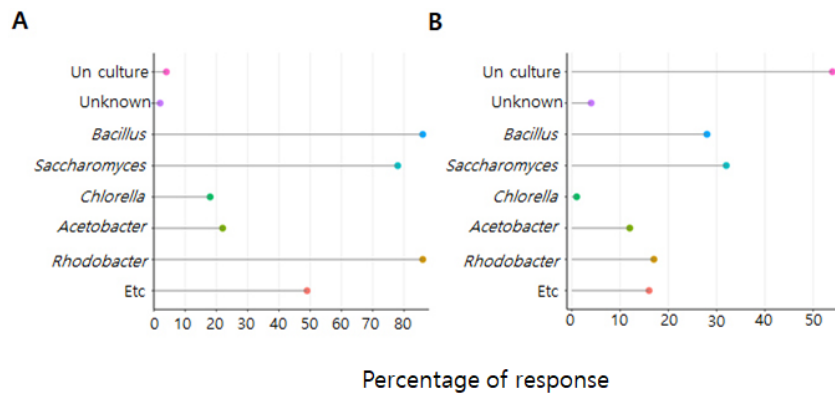 A
Un culture
Unknown
Bacillus
Saccharomyces
Chlorella
Acetobacter
Rhodobacter
Etc
0 10 20 30 40 50 60 70 80
B
Un culture
Unknown
Bacillus
Saccharomyces
Chlorella
Acetobacter
Rhodobacter
Etc
0 10 20 30 40 50
Percentage of response